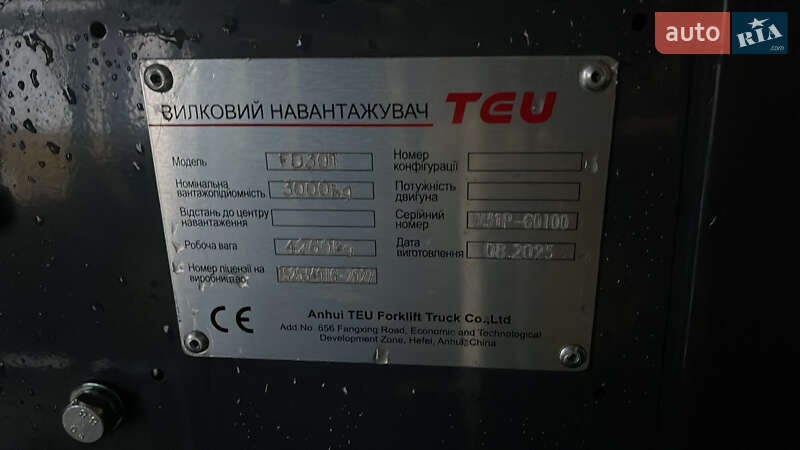 auto RIA
.com
ВИЛКОВИЙ НАВАНТАЖУВАЧ TEU
Модель FD30T
Номінальна
вантажопідйомність 3000kg
Відстань до центру
навантаження
Робоча вага 4260kg
Номер ліцензії на
виробництво
Номер
конфігурації
Потужність
двигуна
Серійний
номер
Дата
виготовлення 08.2025
CE
Anhui TEU Forklift Truck Co.,Ltd
Add No. 656 Fangxing Road, Economic and Technological
Development Zone, Hefei, Anhui, China